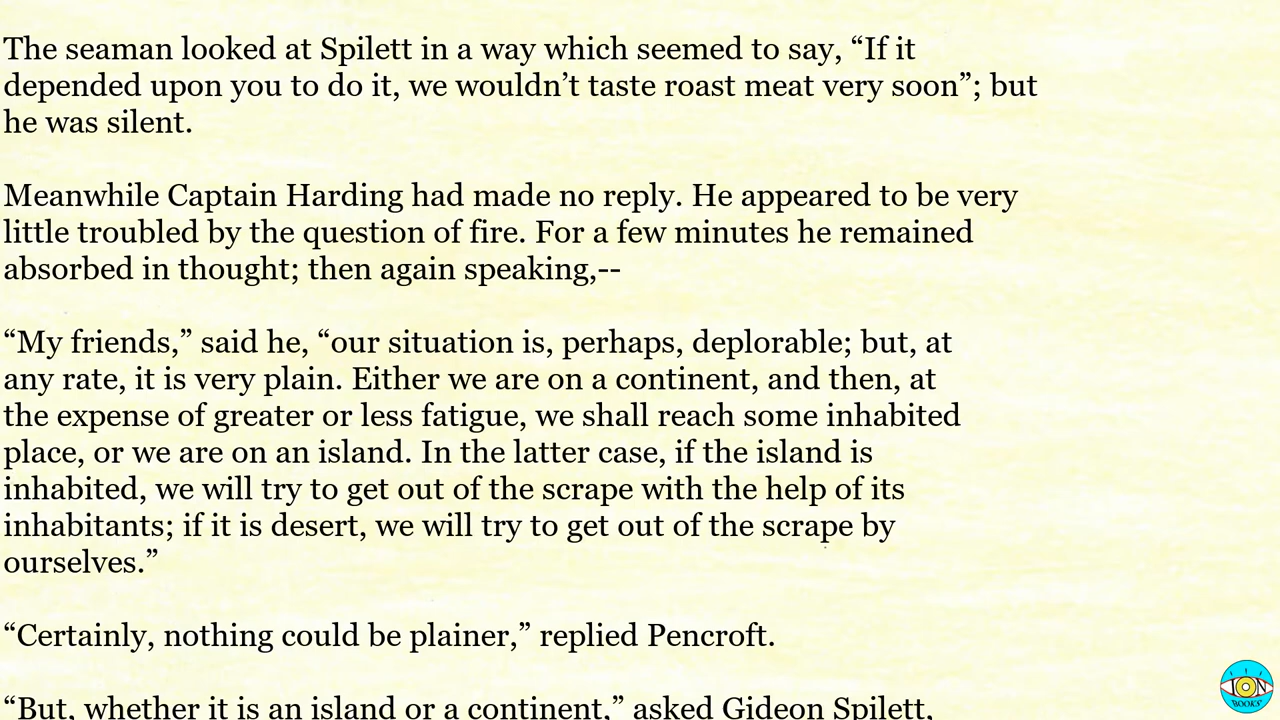 The seaman looked at Spilett in a way which seemed to say, “If it
depended upon you to do it, we wouldn’t taste roast meat very soon”; but
he was silent.
Meanwhile Captain Harding had made no reply. He appeared to be very
little troubled by the question of fire. For a few minutes he remained
absorbed in thought; then again speaking,--
“My friends,” said he, “our situation is, perhaps, deplorable; but, at
any rate, it is very plain. Either we are on a continent, and then, at
the expense of greater or less fatigue, we shall reach some inhabited
place, or we are on an island. In the latter case, if the island is
inhabited, we will try to get out of the scrape with the help of its
inhabitants; if it is desert, we will try to get out of the scrape by
ourselves.”
“Certainly, nothing could be plainer,” replied Pencroft.
“But, whether it is an island or a continent,” asked Gideon Spilett,
ION
BOOKS